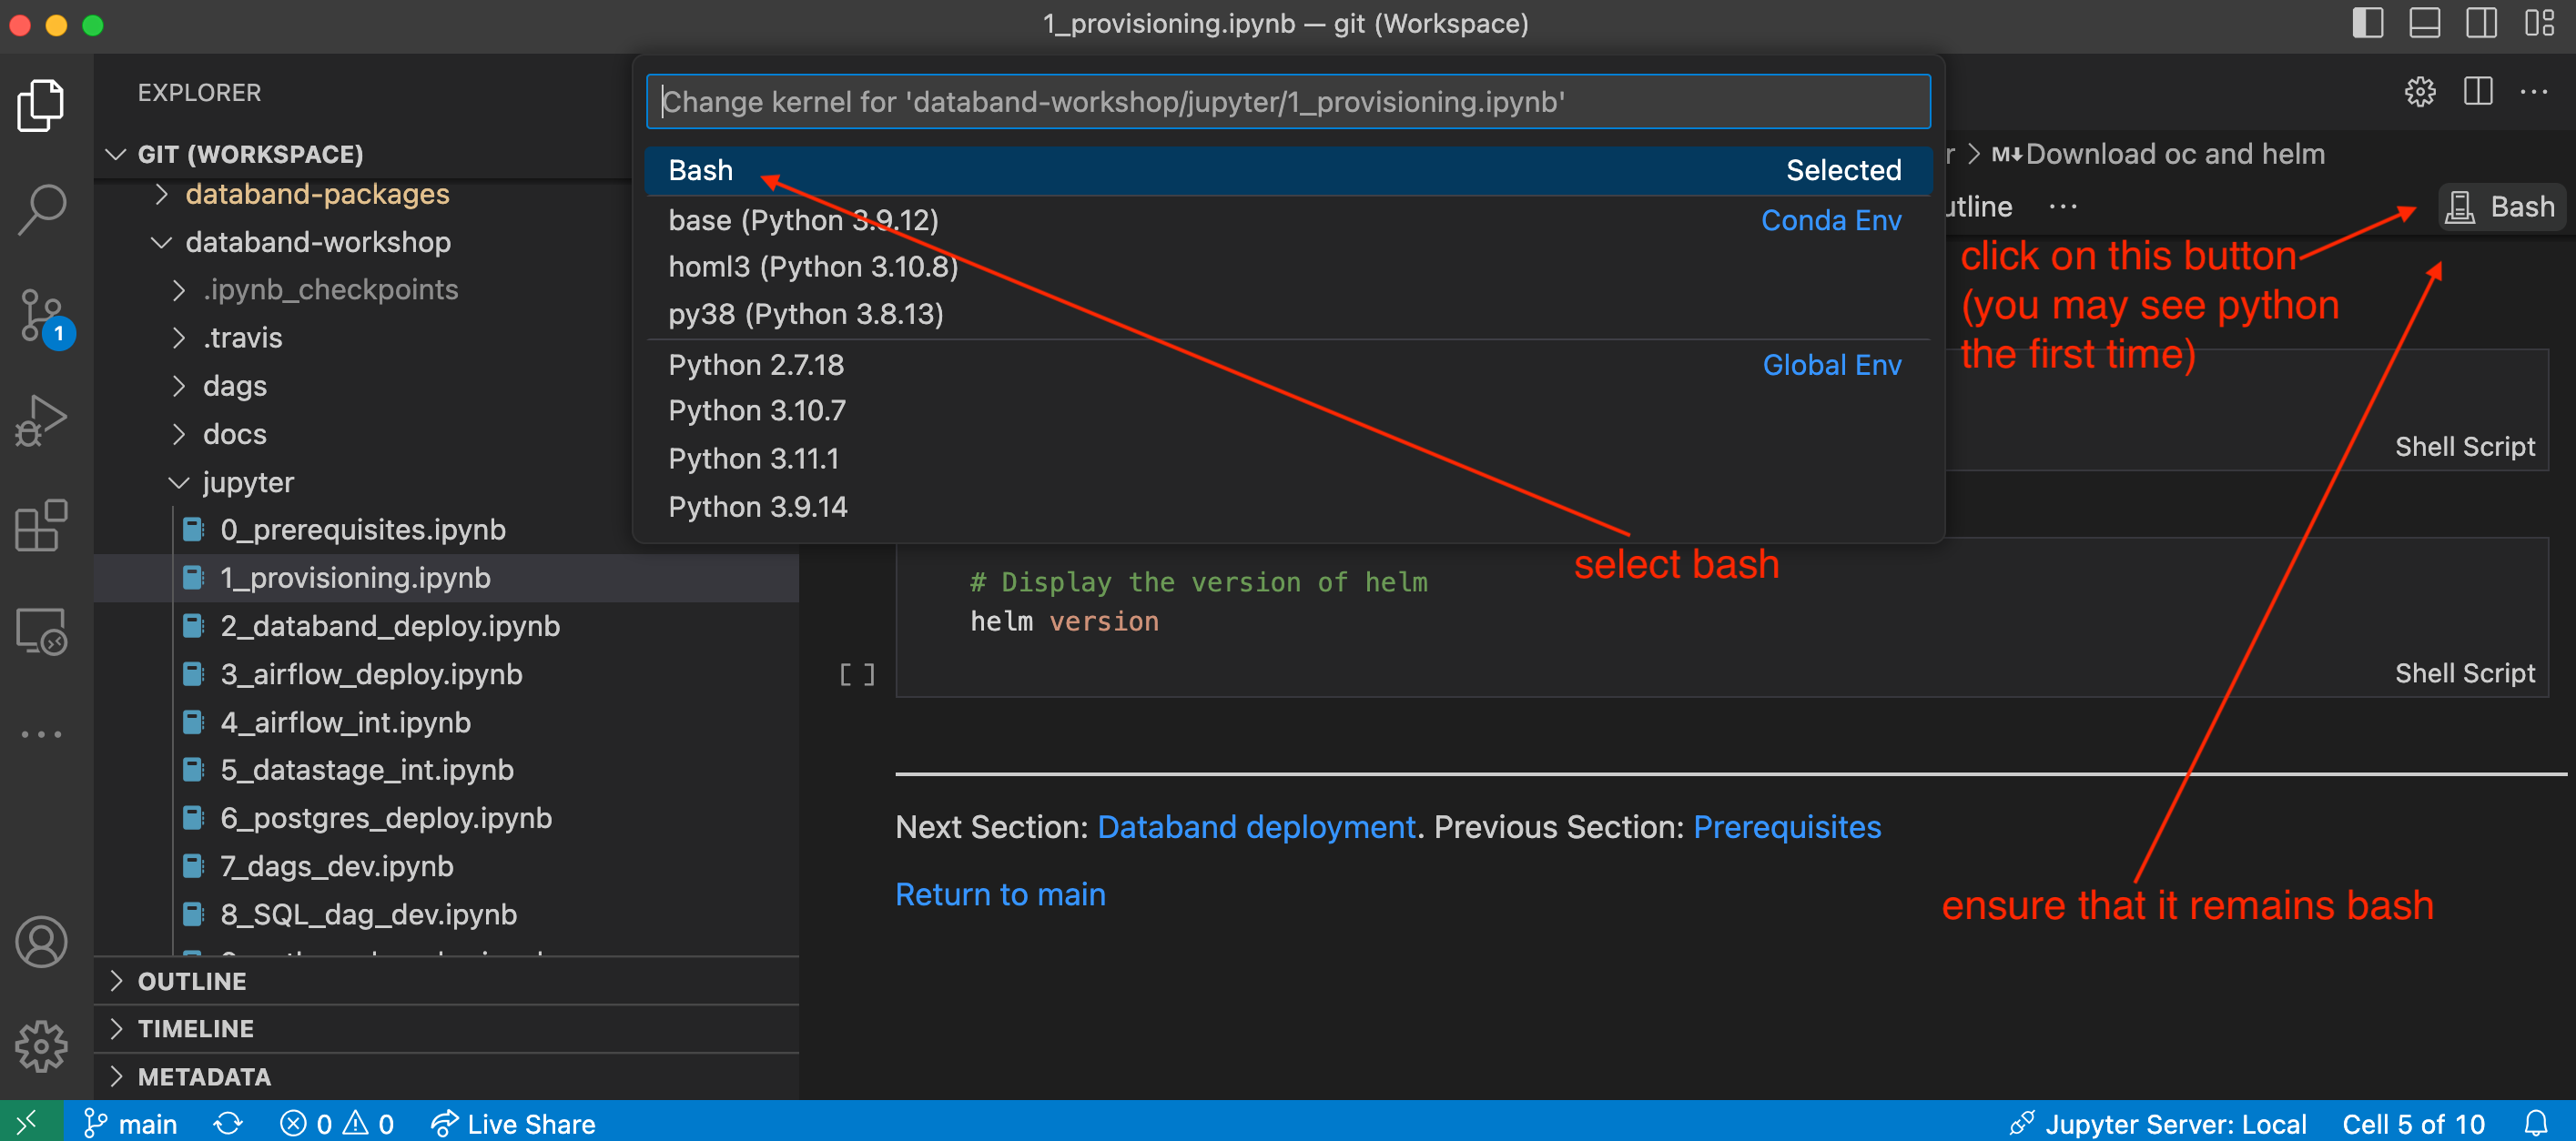 1_provisioning.ipynb — git (Workspace)
EXPLORER
GIT (WORKSPACE)
databand-packages
databand-workshop
.ipynb_checkpoints
.travis
dags
docs
jupyter
0_prerequisites.ipynb
1_provisioning.ipynb
2_databand_deploy.ipynb
3_airflow_deploy.ipynb
4_airflow_int.ipynb
5_datastage_int.ipynb
6_postgres_deploy.ipynb
7_dags_dev.ipynb
8_SQL_dag_dev.ipynb
OUTLINE
TIMELINE
METADATA
1
Change kernel for 'databand-workshop/jupyter/1_provisioning.ipynb'
Bash Selected
base (Python 3.9.12) Conda Env
homl3 (Python 3.10.8)
py38 (Python 3.8.13)
Python 2.7.18 Global Env
Python 3.10.7
Python 3.11.1
Python 3.9.14
r > M↓ Download oc and helm
utline ... Bash
click on this button
(you may see python
the first time)
Shell Script
select bash
# Display the version of helm
helm version
[ ]
Shell Script
Next Section: Databand deployment. Previous Section: Prerequisites
Return to main
ensure that it remains bash
main 0 0 Live Share Jupyter Server: Local Cell 5 of 10